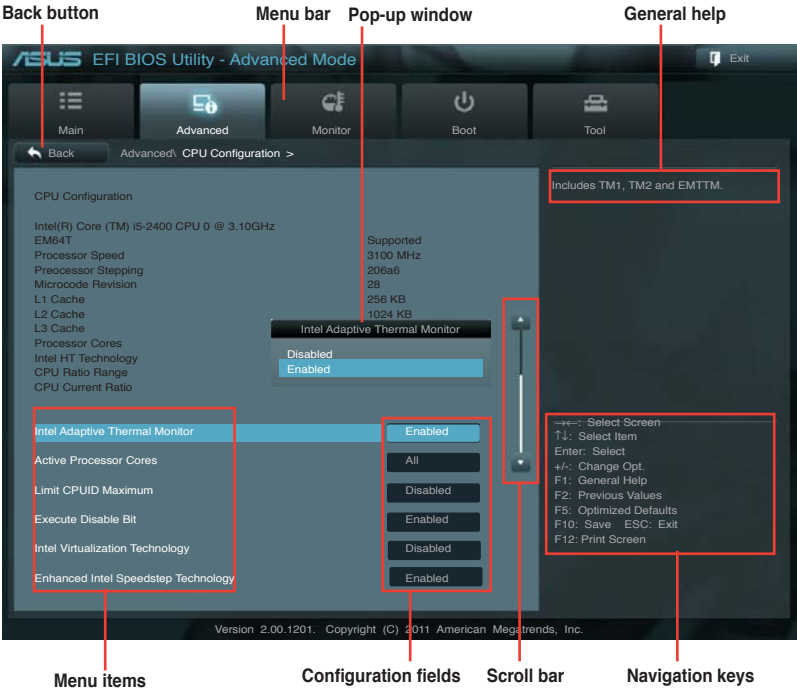 Back button
Menu bar
Pop-up window
General help
ASUS EFI BIOS Utility - Advanced Mode
Exit
Main
Advanced
Monitor
Boot
Tool
Back
Advanced\ CPU Configuration >
Includes TM1, TM2 and EMTTM.
CPU Configuration
Intel(R) Core (TM) i5-2400 CPU 0 @ 3.10GHz
EM64T Supported
Processor Speed 3100 MHz
Preocessor Stepping 206a6
Microcode Revision 28
L1 Cache 256 KB
L2 Cache 1024 KB
L3 Cache
Processor Cores
Intel HT Technology
CPU Ratio Range
CPU Current Ratio
Intel Adaptive Thermal Monitor
Disabled
Enabled
Intel Adaptive Thermal Monitor Enabled
Active Processor Cores All
Limit CPUID Maximum Disabled
Execute Disable Bit Enabled
Intel Virtualization Technology Disabled
Enhanced Intel Speedstep Technology Enabled
→←: Select Screen
↑↓: Select Item
Enter: Select
+/-: Change Opt.
F1: General Help
F2: Previous Values
F5: Optimized Defaults
F10: Save ESC: Exit
F12: Print Screen
Version 2.00.1201. Copyright (C) 2011 American Megatrends, Inc.
Menu items
Configuration fields
Scroll bar
Navigation keys